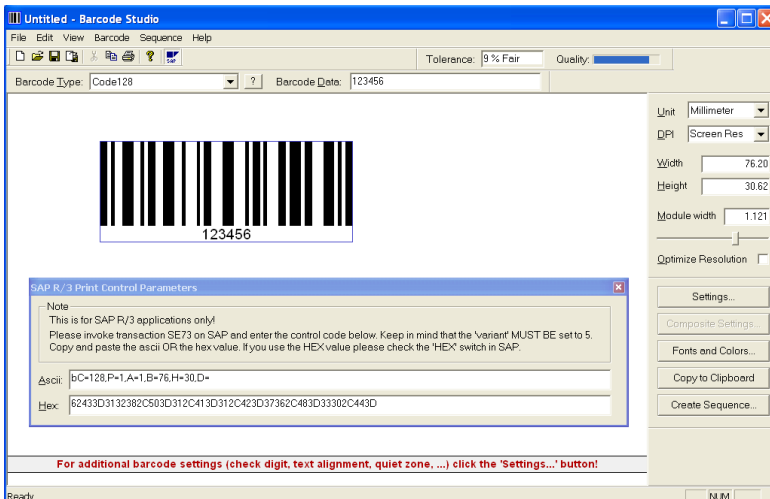 Untitled - Barcode Studio
File Edit View Barcode Sequence Help
SAP
Tolerance: 9 % Fair Quality:
Barcode Type: Code128 ? Barcode Data: 123456
Unit Millimeter
DPI Screen Res
Width 76.20
Height 30.62
Module width 1.121
Optimize Resolution
123456
SAP R/3 Print Control Parameters
Note
This is for SAP R/3 applications only!
Please invoke transaction SE73 on SAP and enter the control code below. Keep in mind that the 'variant' MUST BE set to 5.
Copy and paste the ascii OR the hex value. If you use the HEX value please check the 'HEX' switch in SAP.
Ascii: bC=128,P=1,A=1,B=76,H=30,D=
Hex: 62433D3132382C503D312C413D312C423D37362C483D33302C443D
Settings...
Composite Settings...
Fonts and Colors...
Copy to Clipboard
Create Sequence...
For additional barcode settings (check digit, text alignment, quiet zone, ...) click the 'Settings...' button!
Ready NUM